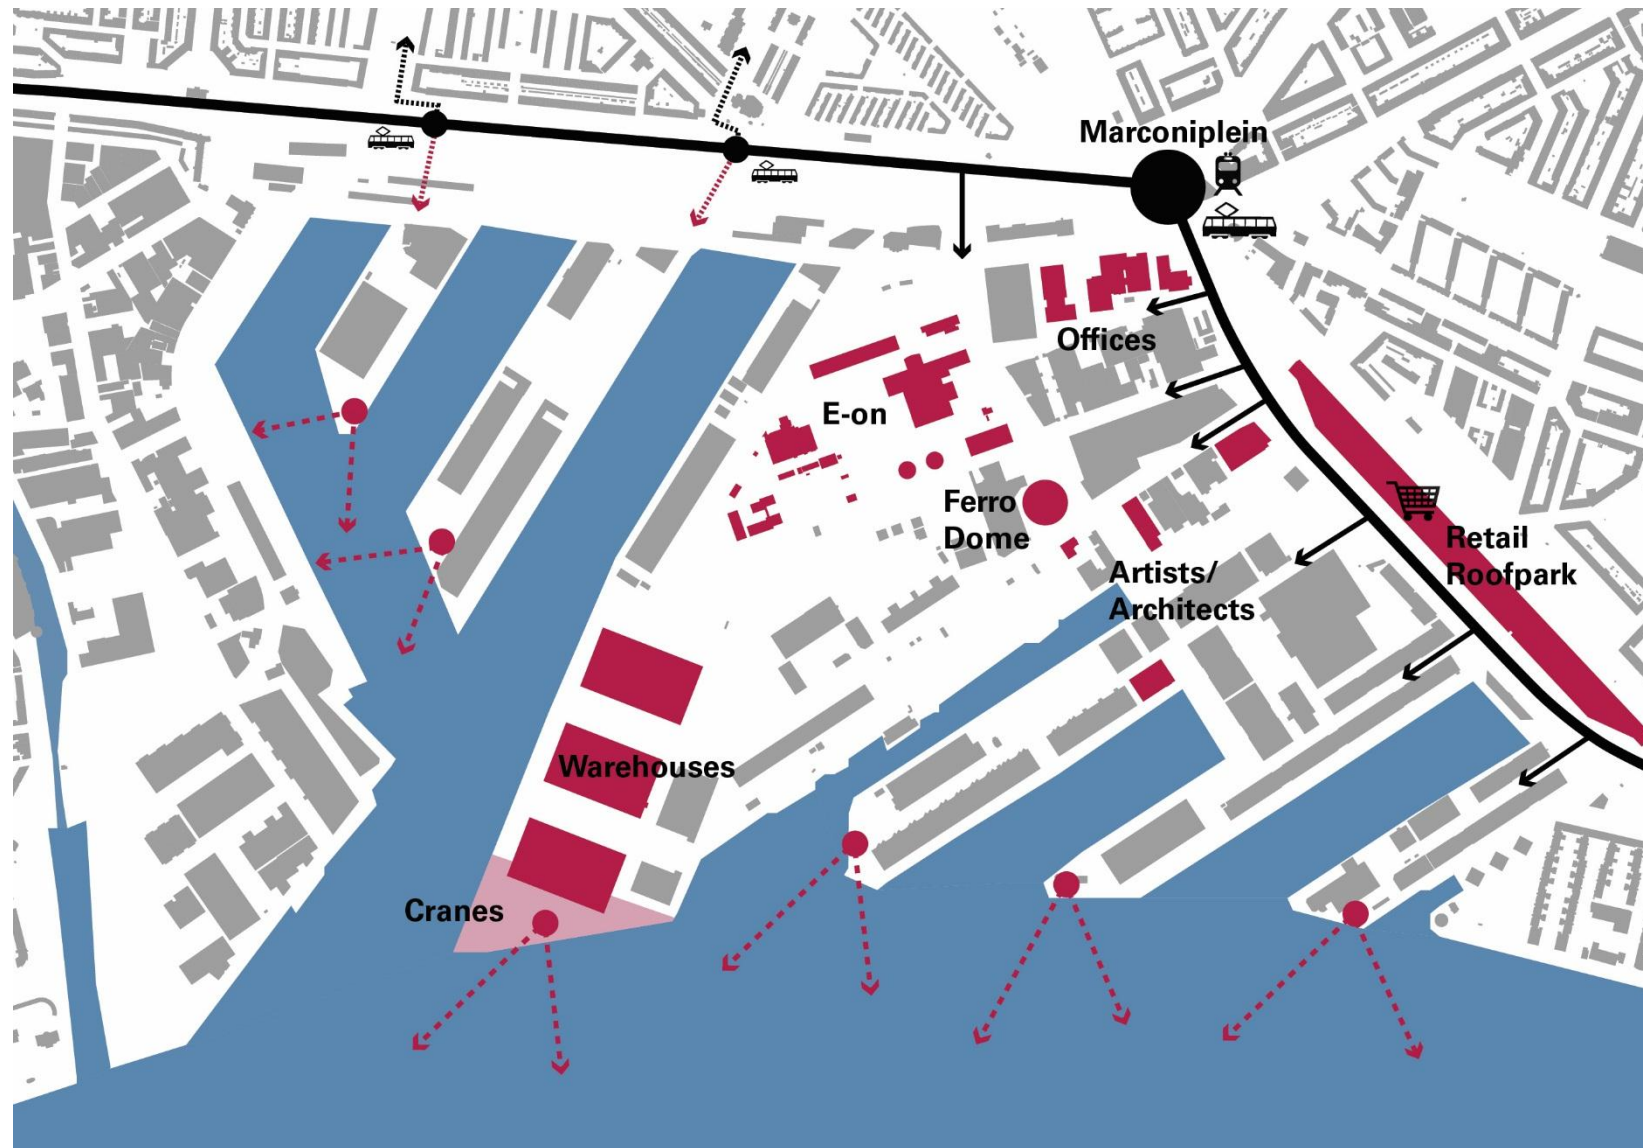 Marconiplein
Offices
E-on
Ferro
Dome
Retail
Roofpark
Artists/
Architects
Warehouses
Cranes